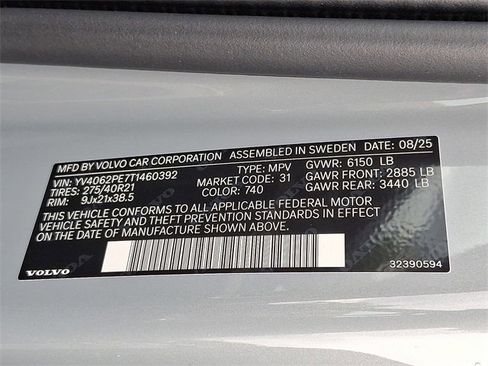 MFD BY VOLVO CAR CORPORATION ASSEMBLED IN SWEDEN DATE: 08/25
VIN: YV4062PE7T1460392 TYPE: MPV GVWR: 6150 LB
TIRES: 275/40R21 MARKET CODE: 31 GAWR FRONT: 2885 LB
RIM: 9Jx21x38.5 COLOR: 740 GAWR REAR: 3440 LB
THIS VEHICLE CONFORMS TO ALL APPLICABLE FEDERAL MOTOR
VEHICLE SAFETY AND THEFT PREVENTION STANDARDS IN EFFECT
ON THE DATE OF MANUFACTURE SHOWN ABOVE.
VOLVO 32390594